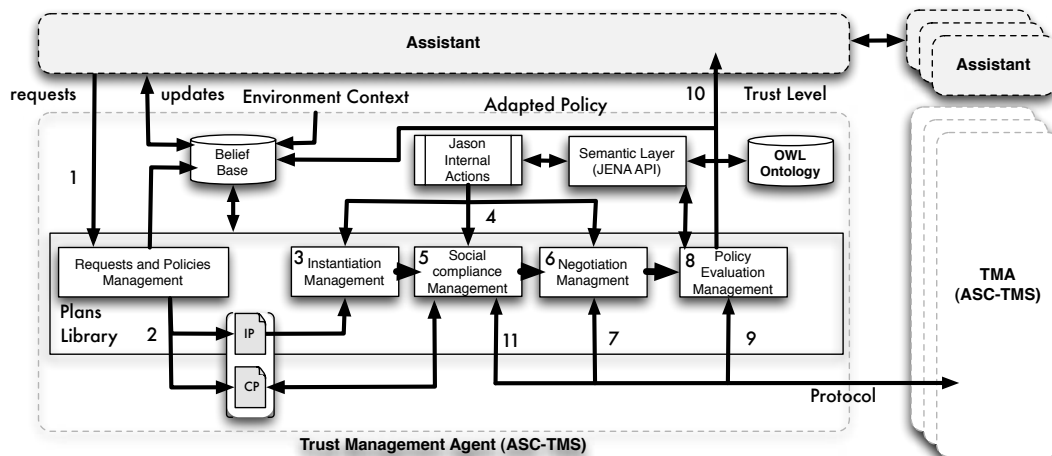 Assistant
Assistant
requests
updates
Environment Context
Adapted Policy
10
Trust Level
1
Belief
Base
Jason
Internal
Actions
Semantic Layer
(JENA API)
OWL
Ontology
4
Requests and Policies
Management
3
Instantiation
Management
5
Social
compliance
Management
6
Negotiation
Managment
8
Policy
Evaluation
Management
TMA
(ASC-TMS)
Plans
Library
2
IP
11
7
9
CP
Protocol
Trust Management Agent (ASC-TMS)